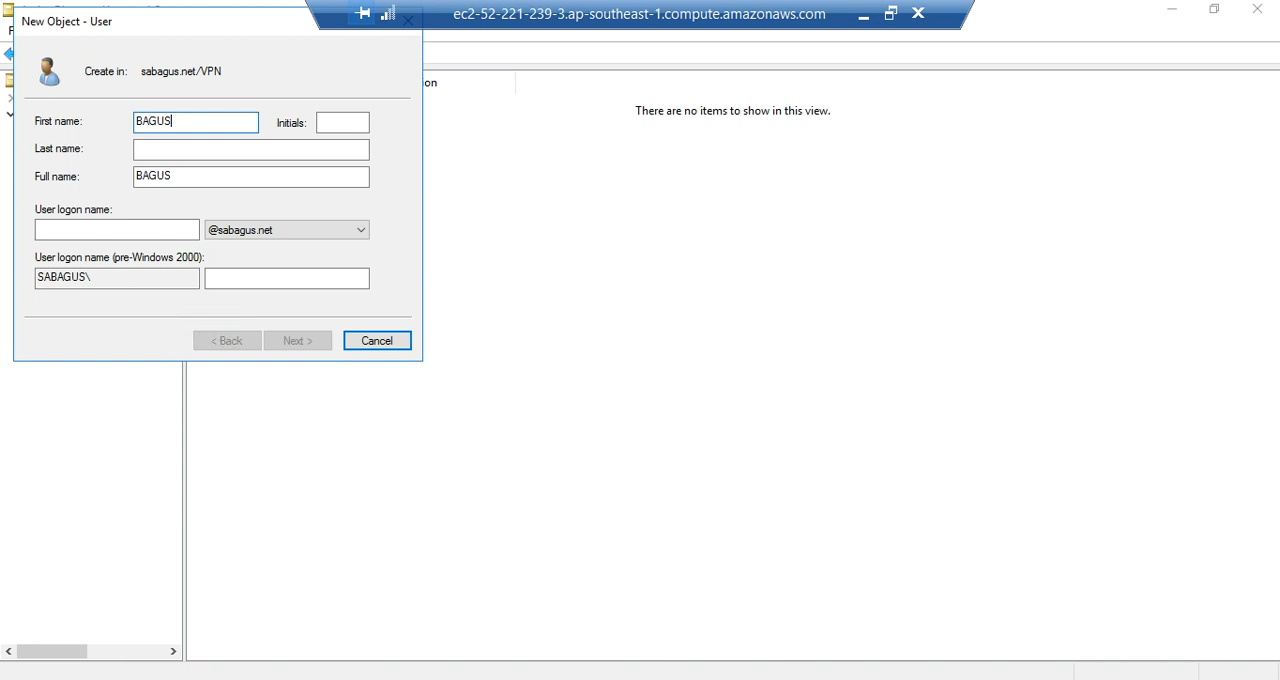 New Object - User
ec2-52-221-239-3.ap-southeast-1.compute.amazonaws.com
Create in: sabagus.net/VPN
on
There are no items to show in this view.
First name: BAGUS Initials:
Last name:
Full name: BAGUS
User logon name:
@sabagus.net
User logon name (pre-Windows 2000):
SABAGUS\
< Back Next > Cancel